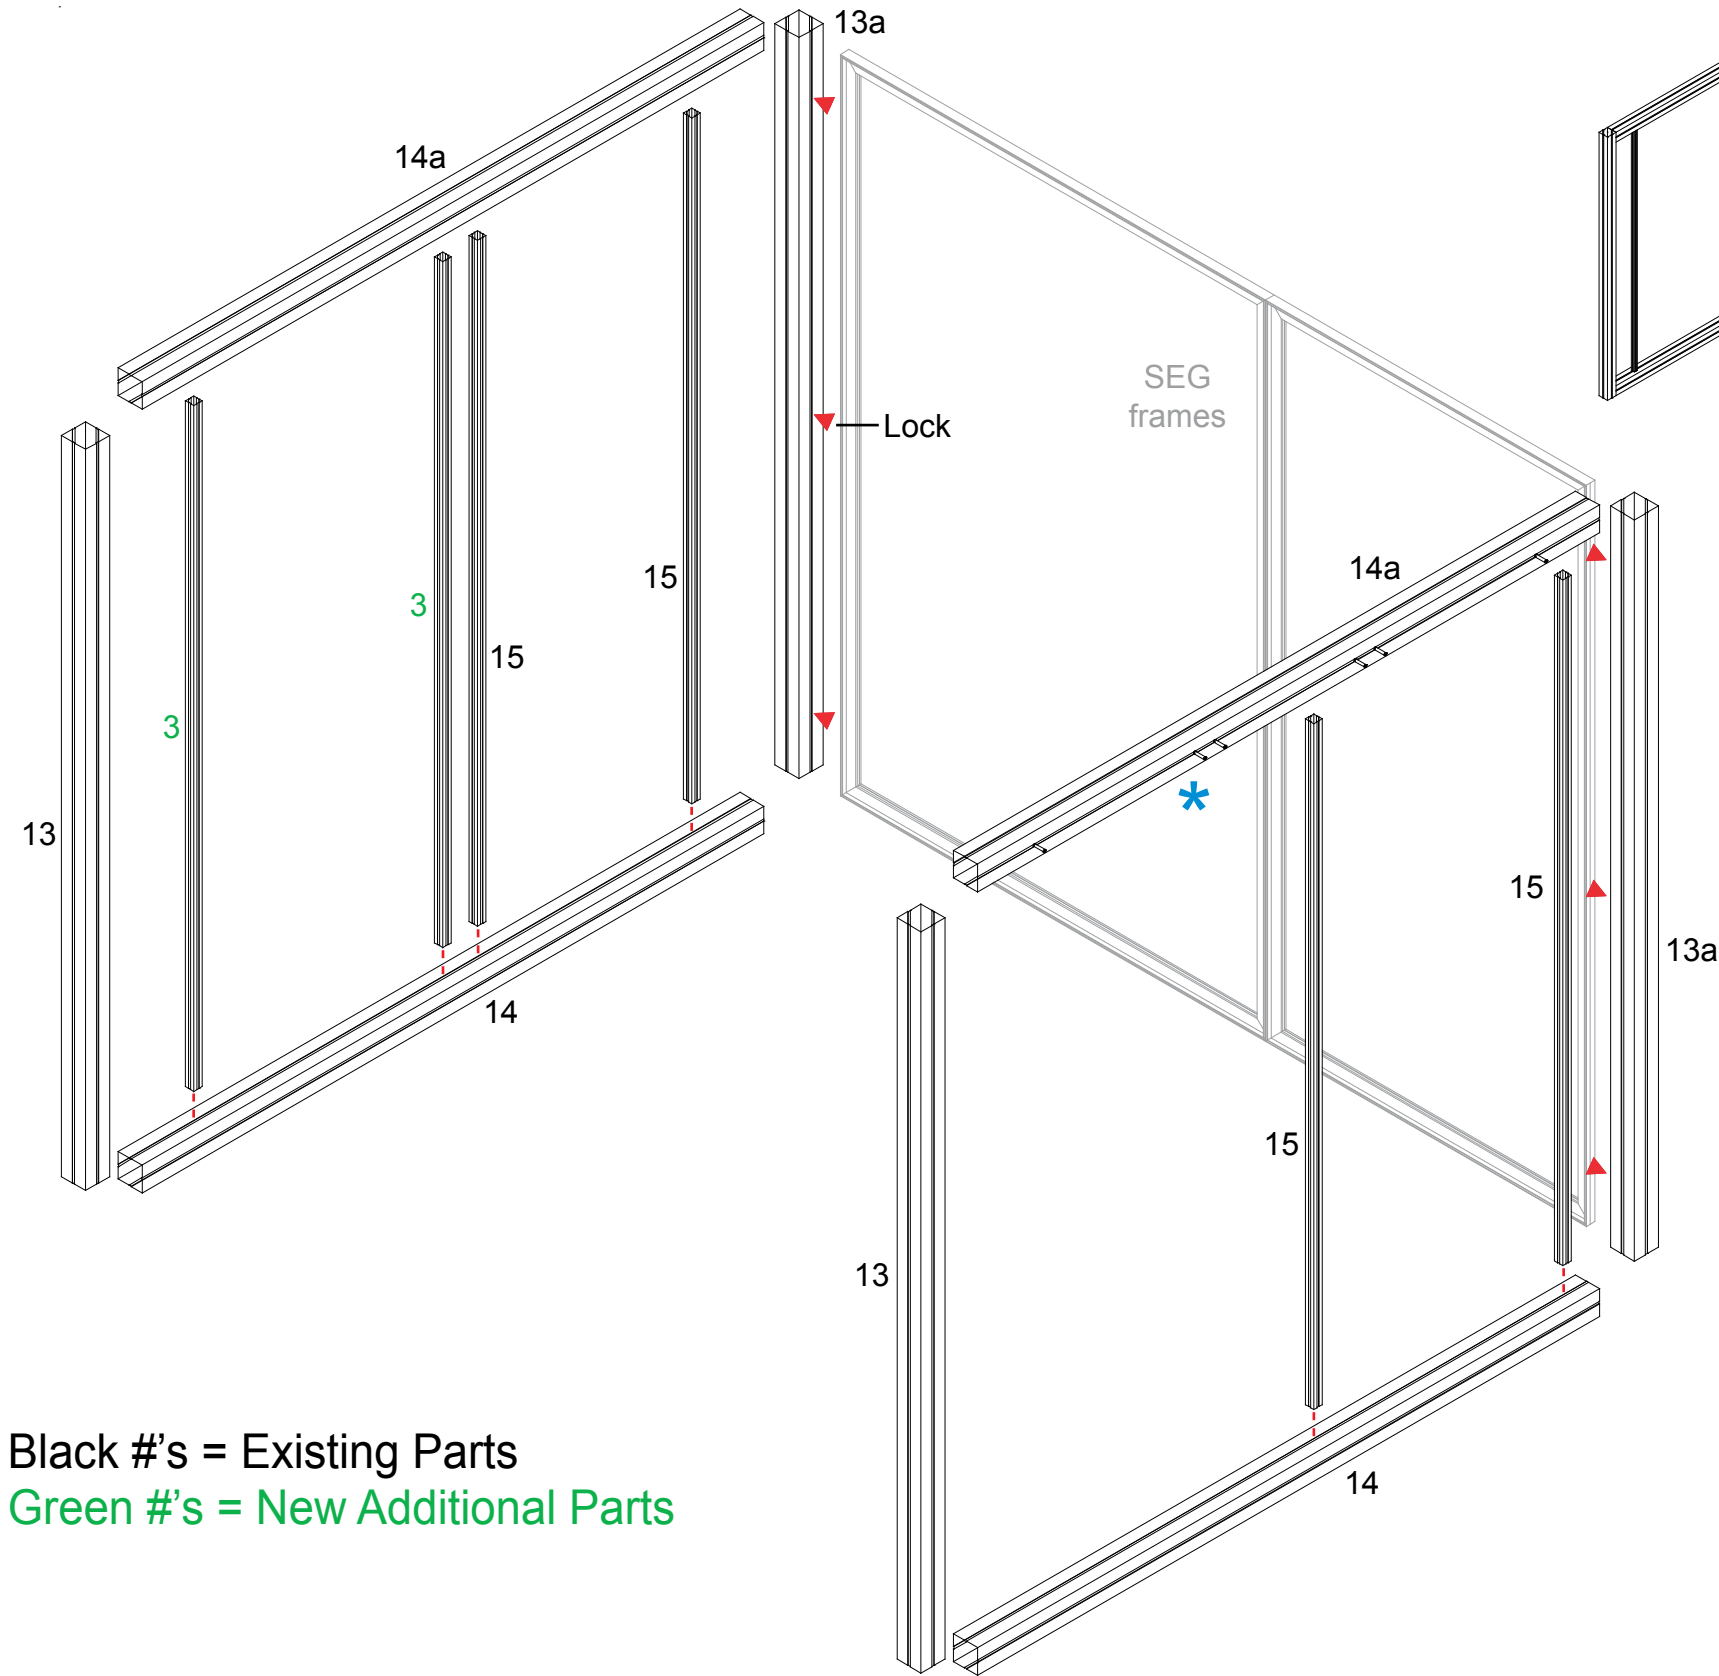 13a
14a
SEG
frames
Lock
14a
15
3
15
3
13
*
15
13a
14
15
13
14
Black #'s = Existing Parts
Green #'s = New Additional Parts